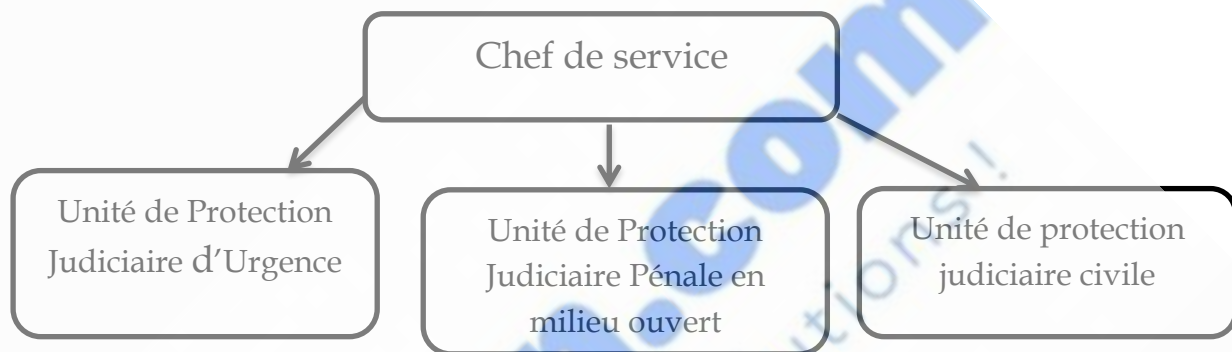 Chef de service
Unité de Protection
Judiciaire d'Urgence
Unité de Protection
Judiciaire Pénale en
milieu ouvert
Unité de protection
judiciaire civile